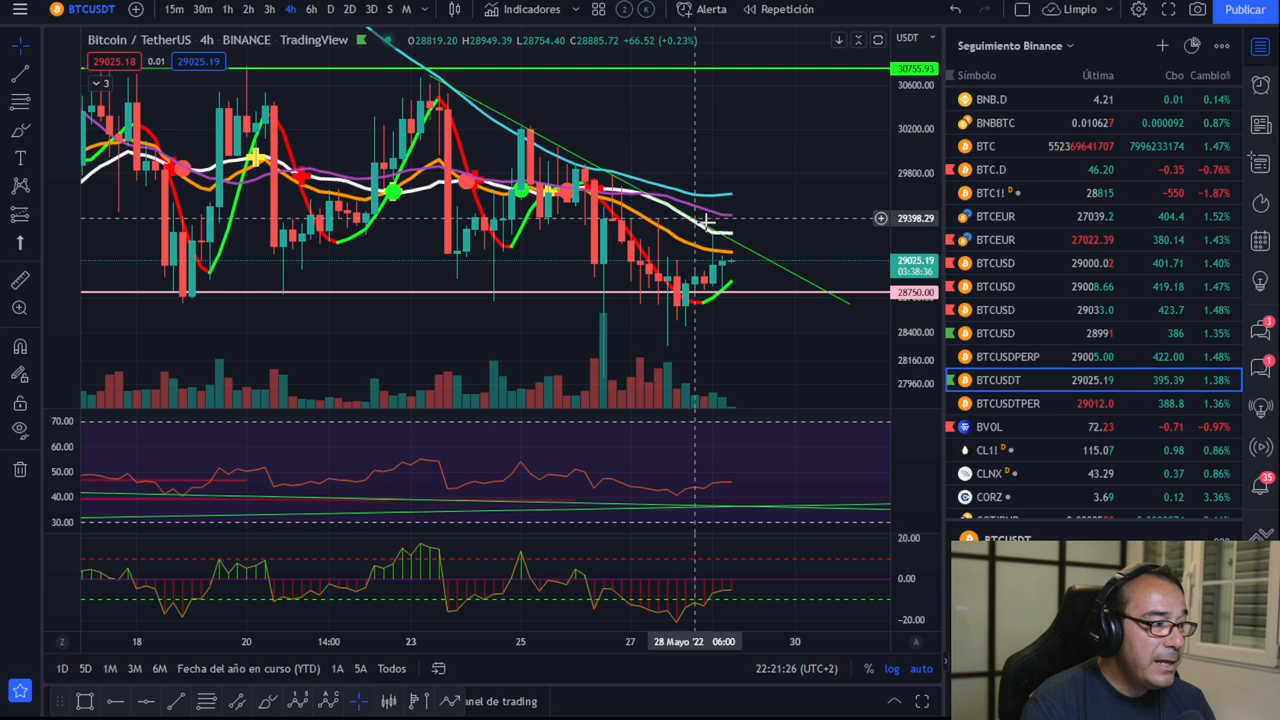 BTCUSDT 15m 30m 1h 2h 3h 4h 6h D 2D 3D S M Indicadores 2 K Alerta Repetición Limpio Publicar
Bitcoin / TetherUS · 4h · BINANCE · TradingView O28819.20 H28949.39 L28754.40 C28885.72 +66.52 (+0.23%) USDT
29025.18 0.01 29025.19
3
30755.93
30600.00
30200.00
29800.00
29398.29
29025.19
03:38:36
28750.00
28400.00
28160.00
27960.00
70.00
60.00
50.00
40.00
30.00
20.00
0.00
−20.00
Z 18 20 14:00 23 25 27 28 Mayo '22 06:00 30 A
1D 5D 1M 3M 6M Fecha del año en curso (YTD) 1A 5A Todos 22:21:26 (UTC+2) % log auto
anel de trading
Seguimiento Binance
Símbolo Última Cbo Cambio%
BNB.D 4.21 0.01 0.14%
BNBBTC 0.010627 0.000092 0.87%
BTC 55236964170​7 7996233174 1.47%
BTC.D 46.20 −0.35 −0.76%
BTC1! D 28815 −550 −1.87%
BTCEUR 27039.2 404.4 1.52%
BTCEUR 27022.39 380.14 1.43%
BTCUSD 29000.02 403.71 1.41%
BTCUSD 29008.66 419.18 1.47%
BTCUSD 29033.0 423.7 1.48%
BTCUSD 28991 386 1.35%
BTCUSDPERP 29005.00 422.00 1.48%
BTCUSDT 29025.19 395.39 1.38%
BTCUSDTPER 29012.0 388.8 1.36%
BVOL 72.23 −0.71 −0.97%
CL1! D 115.07 0.98 0.86%
CLNX D 43.29 0.37 0.86%
CORZ 3.69 0.12 3.36%
BTCUSDT
3
1
35